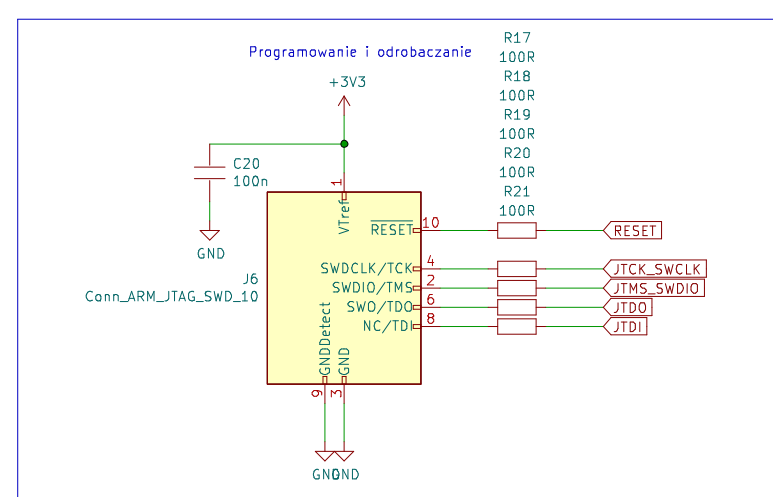 Programowanie i odrobaczanie
+3V3
R17
100R
R18
100R
R19
100R
R20
100R
R21
100R
C20
100n
GND
1
VTref
J6
Conn_ARM_JTAG_SWD_10
RESET
10
RESET
SWDCLK/TCK
4
JTCK_SWCLK
SWDIO/TMS
2
JTMS_SWDIO
SWO/TDO
6
JTDO
NC/TDI
8
JTDI
GNDDetect
GND
9
3
GND
GND